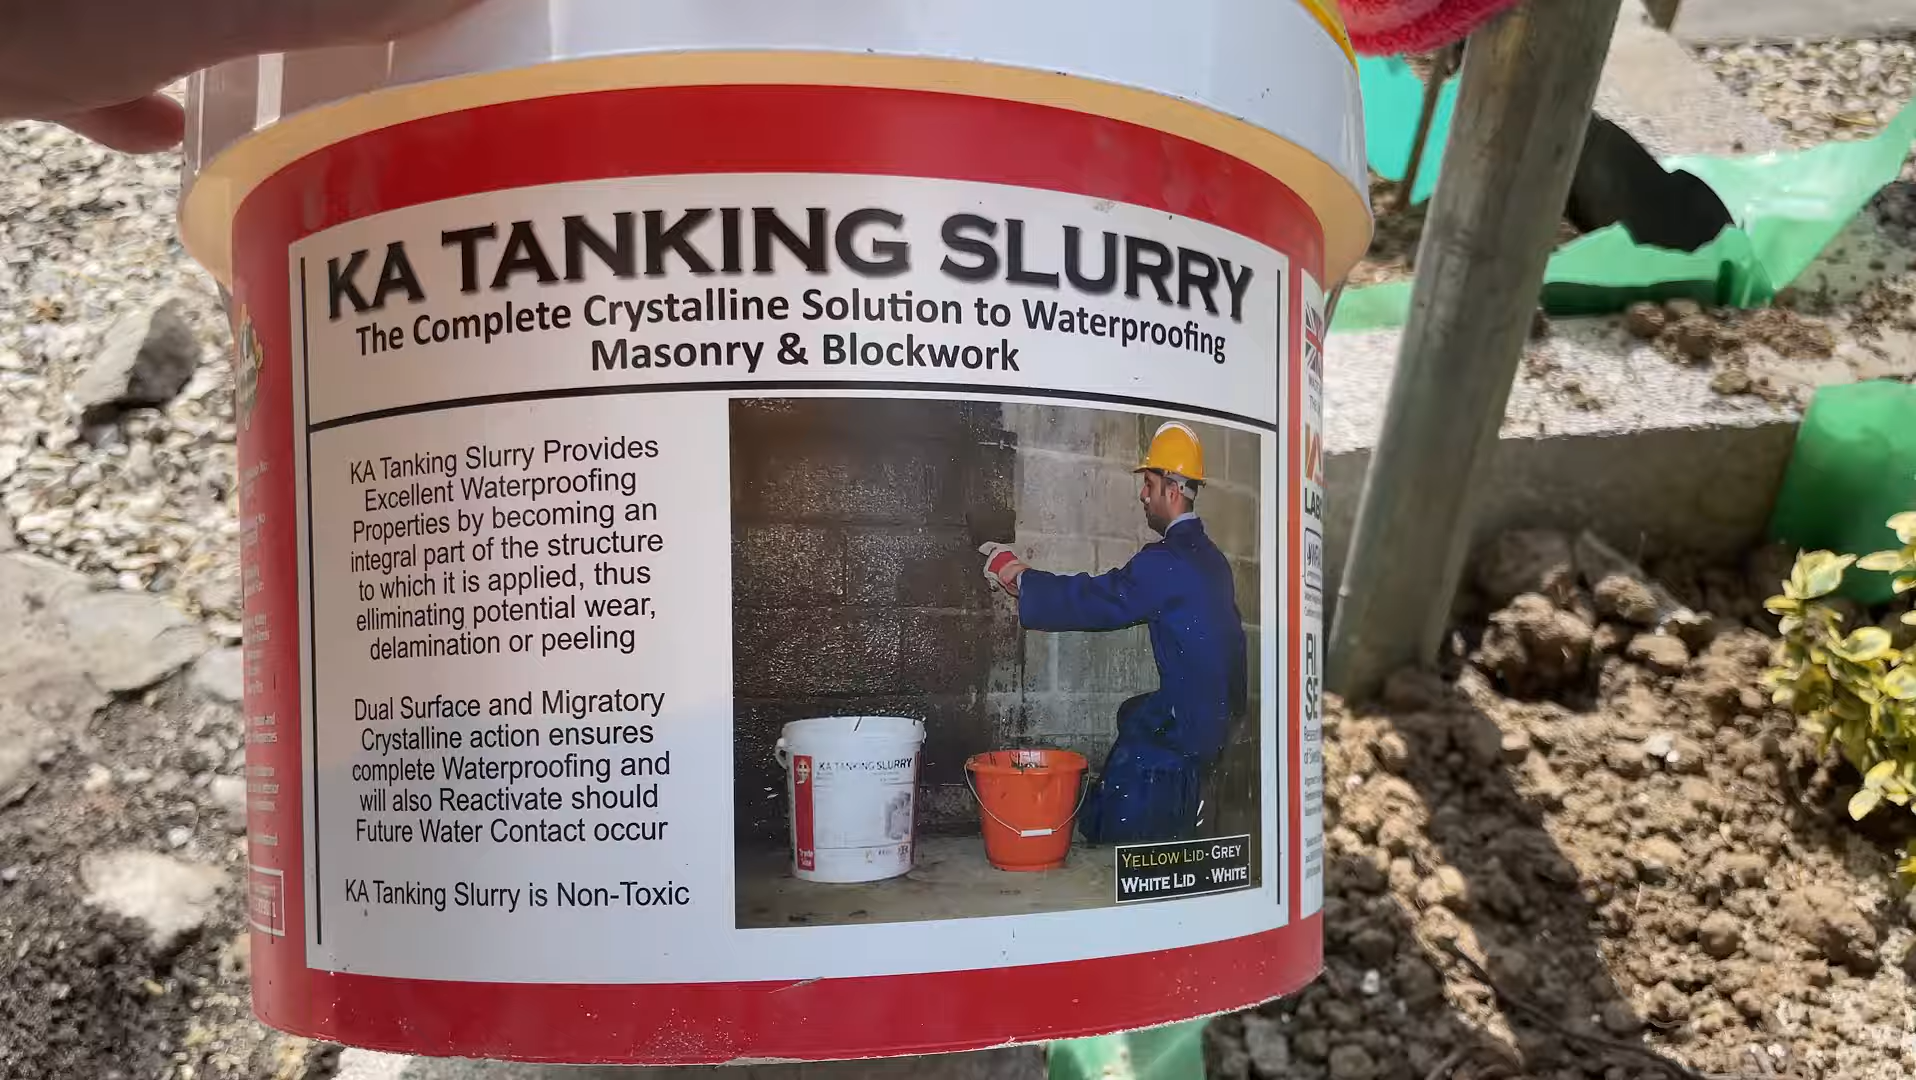 KA TANKING SLURRY
The Complete Crystalline Solution to Waterproofing
Masonry & Blockwork
KA Tanking Slurry Provides
Excellent Waterproofing
Properties by becoming an
integral part of the structure
to which it is applied, thus
elliminating potential wear,
delamination or peeling
Dual Surface and Migratory
Crystalline action ensures
complete Waterproofing and
will also Reactivate should
Future Water Contact occur
KA Tanking Slurry is Non-Toxic
KA TANKING SLURRY
YELLOW LID - GREY
WHITE LID - WHITE
RI
SE